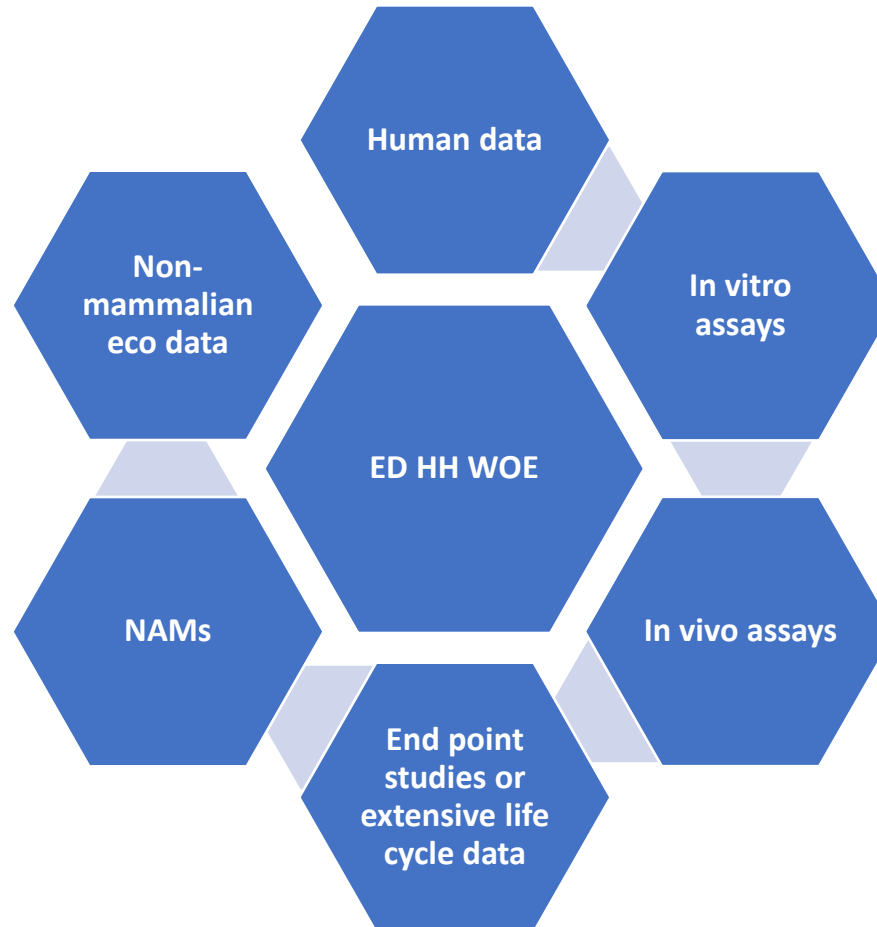 Human data
Non-
mammalian
eco data
In vitro
assays
ED HH WOE
NAMs
In vivo assays
End point
studies or
extensive life
cycle data